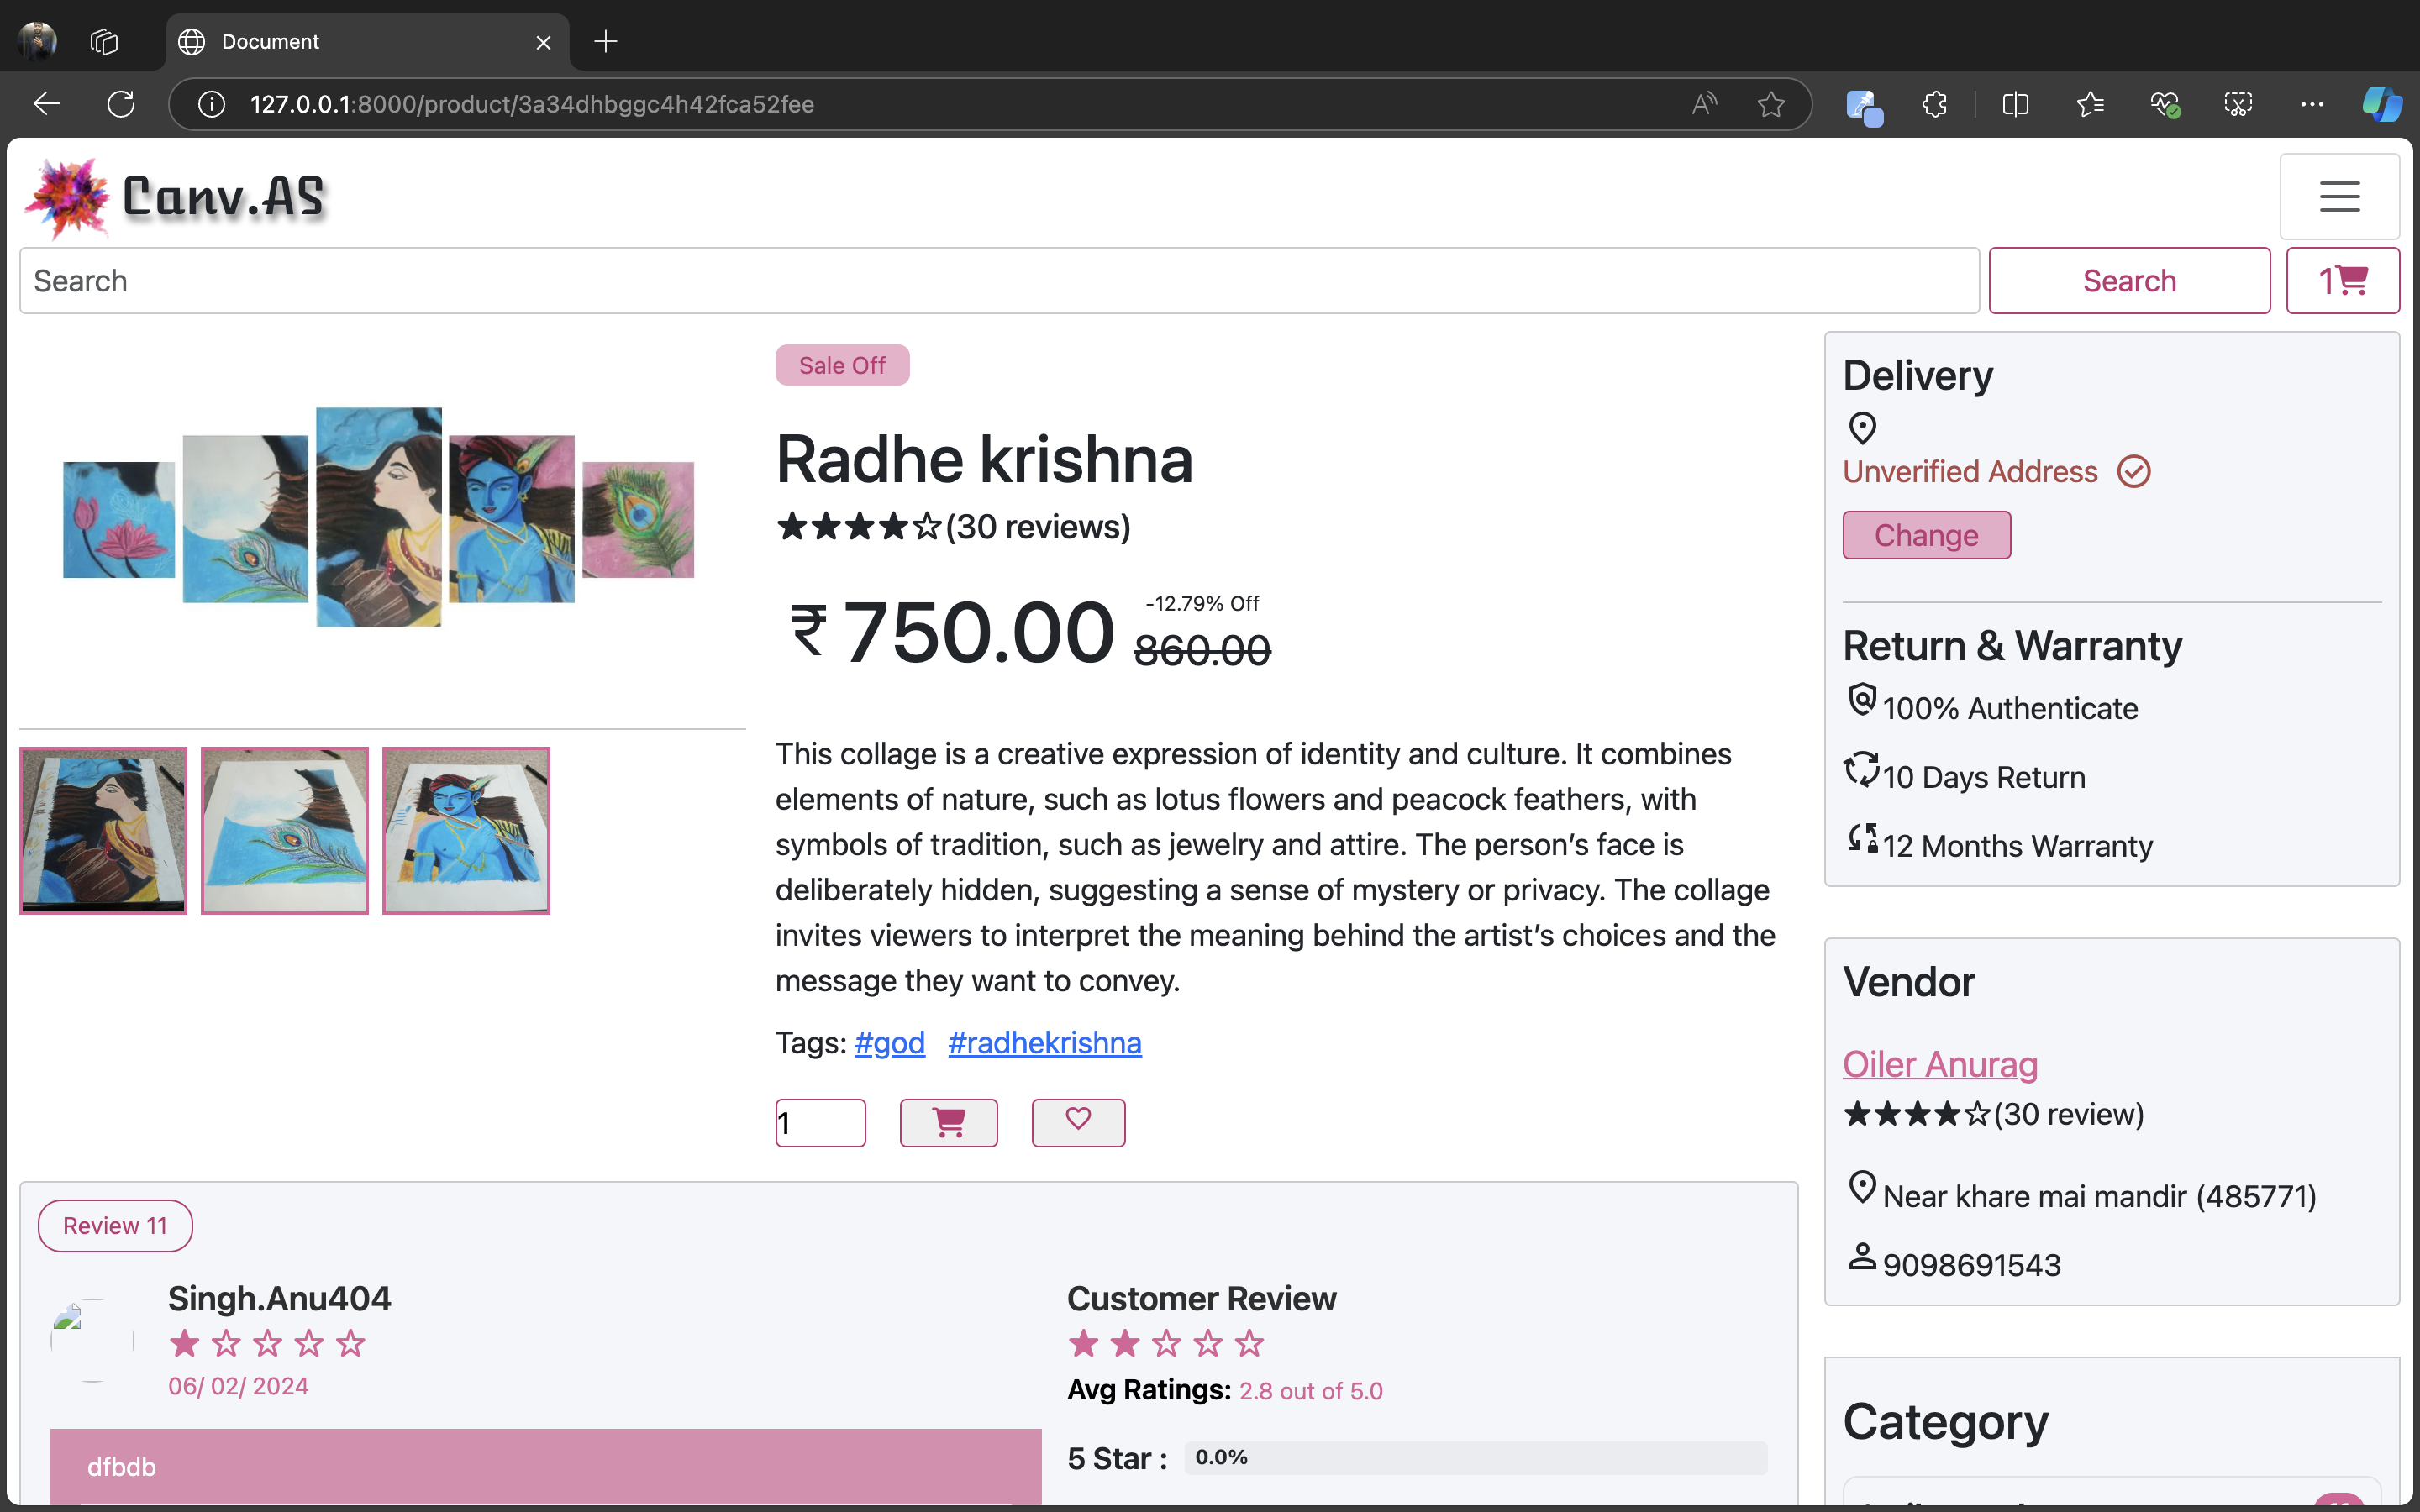 Document
127.0.0.1:8000/product/3a34dhbggc4h42fca52fee
Canv.AS
Search
Search
1
Sale Off
Radhe krishna
★★★★☆(30 reviews)
₹ 750.00
-12.79% Off
860.00
This collage is a creative expression of identity and culture. It combines
elements of nature, such as lotus flowers and peacock feathers, with
symbols of tradition, such as jewelry and attire. The person’s face is
deliberately hidden, suggesting a sense of mystery or privacy. The collage
invites viewers to interpret the meaning behind the artist’s choices and the
message they want to convey.
Tags: #god #radhekrishna
1
Delivery
Unverified Address
Change
Return & Warranty
100% Authenticate
10 Days Return
12 Months Warranty
Vendor
Oiler Anurag
★★★★☆(30 review)
Near khare mai mandir (485771)
9098691543
Category
Review 11
Singh.Anu404
★☆☆☆☆
06/ 02/ 2024
dfbdb
Customer Review
★★☆☆☆
Avg Ratings: 2.8 out of 5.0
5 Star : 0.0%